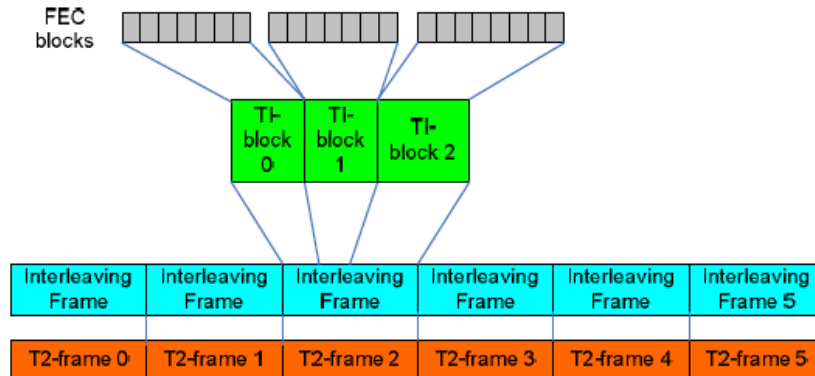 FEC
blocks
TI-
block
0
TI-
block
1
TI-
block 2
Interleaving
Frame
Interleaving
Frame
Interleaving
Frame
Interleaving
Frame
Interleaving
Frame
Interleaving
Frame 5
T2-frame 0
T2-frame 1
T2-frame 2
T2-frame 3
T2-frame 4
T2-frame 5